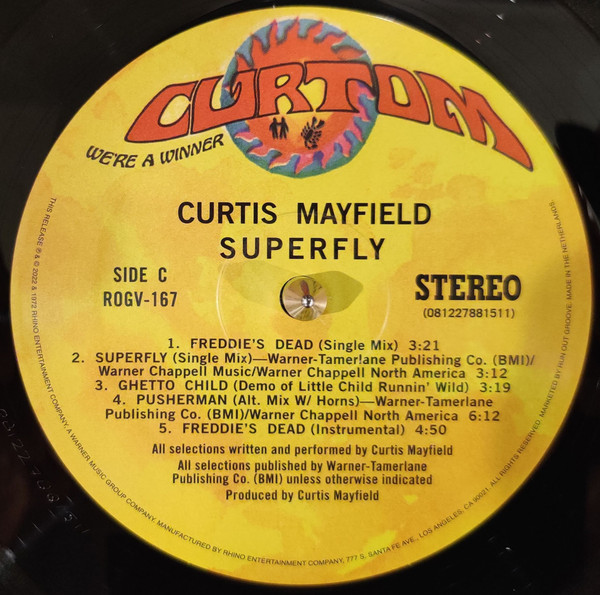 CURTOM
WE'RE A WINNER
CURTIS MAYFIELD
SUPERFLY
SIDE C
ROGV-167
STEREO
(081227881511)
1. FREDDIE'S DEAD (Single Mix) 3:21
2. SUPERFLY (Single Mix)—Warner-Tamerlane Publishing Co. (BMI)/
Warner Chappell Music/Warner Chappell North America 3:12
3. GHETTO CHILD (Demo of Little Child Runnin' Wild) 3:19
4. PUSHERMAN (Alt. Mix W/ Horns)—Warner-Tamerlane
Publishing Co. (BMI)/Warner Chappell North America 6:12
5. FREDDIE'S DEAD (Instrumental) 4:50
All selections written and performed by Curtis Mayfield
All selections published by Warner-Tamerlane
Publishing Co. (BMI) unless otherwise indicated
Produced by Curtis Mayfield
THIS RELEASE ℗ & © 2022 & 1972 RHINO ENTERTAINMENT COMPANY, A WARNER MUSIC GROUP COMPANY. MANUFACTURED BY RHINO ENTERTAINMENT COMPANY, 777 S. SANTA FE AVE., LOS ANGELES, CA 90021. ALL RIGHTS RESERVED. MARKETED BY RUN OUT GROOVE. MADE IN THE NETHERLANDS.